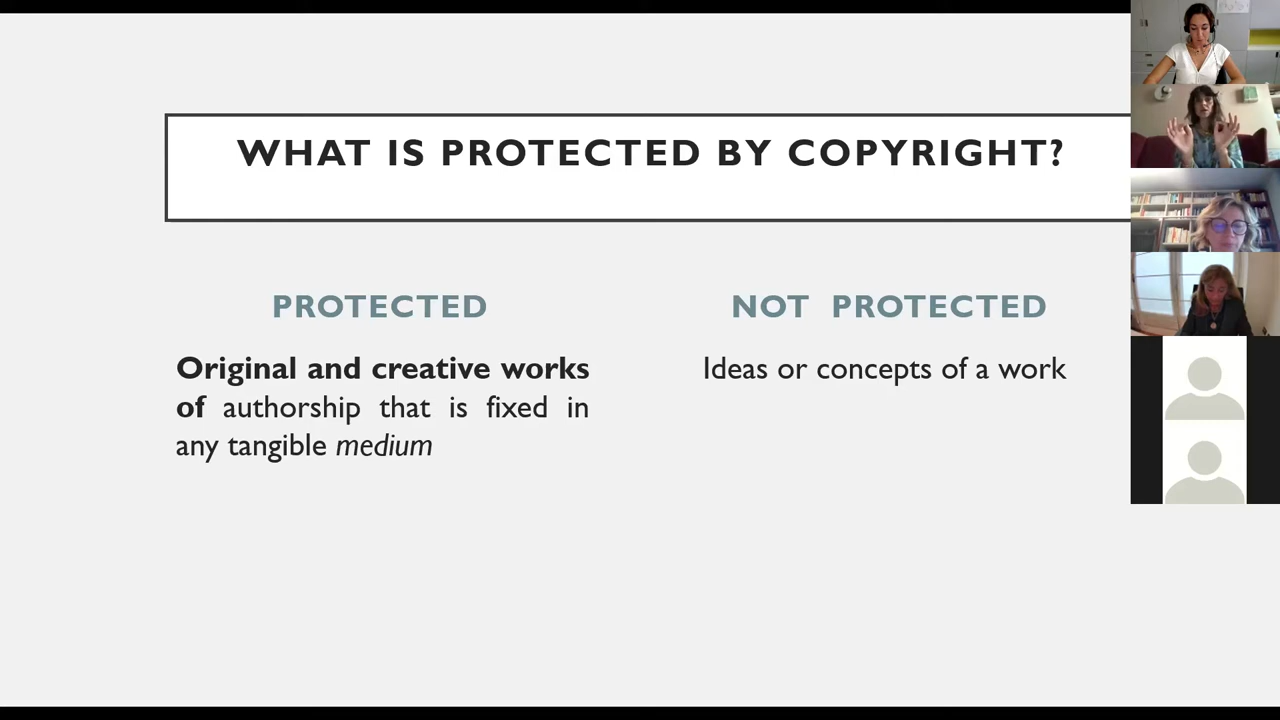 WHAT IS PROTECTED BY COPYRIGHT?
PROTECTED
Original and creative works
of authorship that is fixed in
any tangible medium
NOT PROTECTED
Ideas or concepts of a work